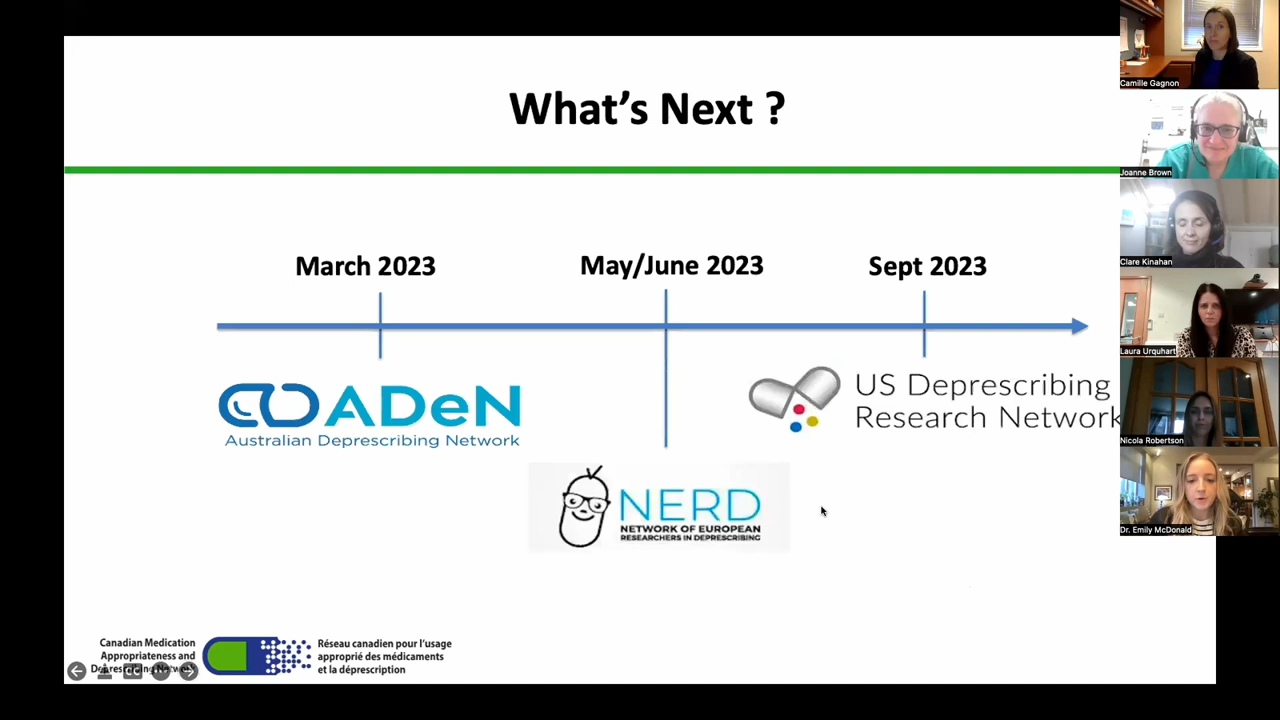 What's Next ?
March 2023
May/June 2023
Sept 2023
ADeN
Australian Deprescribing Network
US Deprescribing
Research Network
NERD
NETWORK OF EUROPEAN
RESEARCHERS IN DEPRESCRIBING
Canadian Medication
Appropriateness and
Deprescribing Network
Réseau canadien pour l'usage
approprié des médicaments
et la déprescription
CC
Camille Gagnon
Joanne Brown
Clare Kinahan
Laura Urquhart
Nicola Robertson
Dr. Emily McDonald